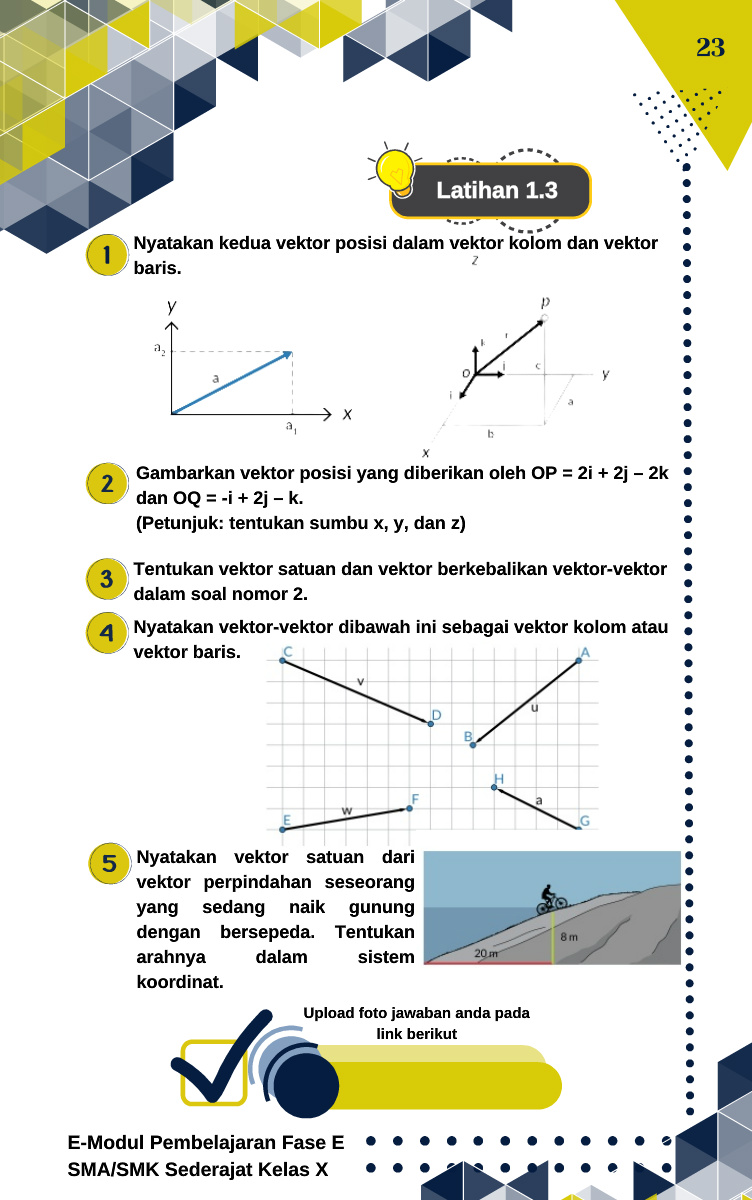 23
Latihan 1.3
1
Nyatakan kedua vektor posisi dalam vektor kolom dan vektor
baris.
z
y
a2
a
a1
x
p
r
k
o
j
c
y
i
a
b
x
2
Gambarkan vektor posisi yang diberikan oleh OP = 2i + 2j – 2k
dan OQ = -i + 2j – k.
(Petunjuk: tentukan sumbu x, y, dan z)
3
Tentukan vektor satuan dan vektor berkebalikan vektor-vektor
dalam soal nomor 2.
4
Nyatakan vektor-vektor dibawah ini sebagai vektor kolom atau
vektor baris.
C
A
v
u
D
B
H
F
a
w
E
G
5
Nyatakan vektor satuan dari
vektor perpindahan seseorang
yang sedang naik gunung
dengan bersepeda. Tentukan
arahnya dalam sistem
koordinat.
8 m
20 m
Upload foto jawaban anda pada
link berikut
E-Modul Pembelajaran Fase E
SMA/SMK Sederajat Kelas X